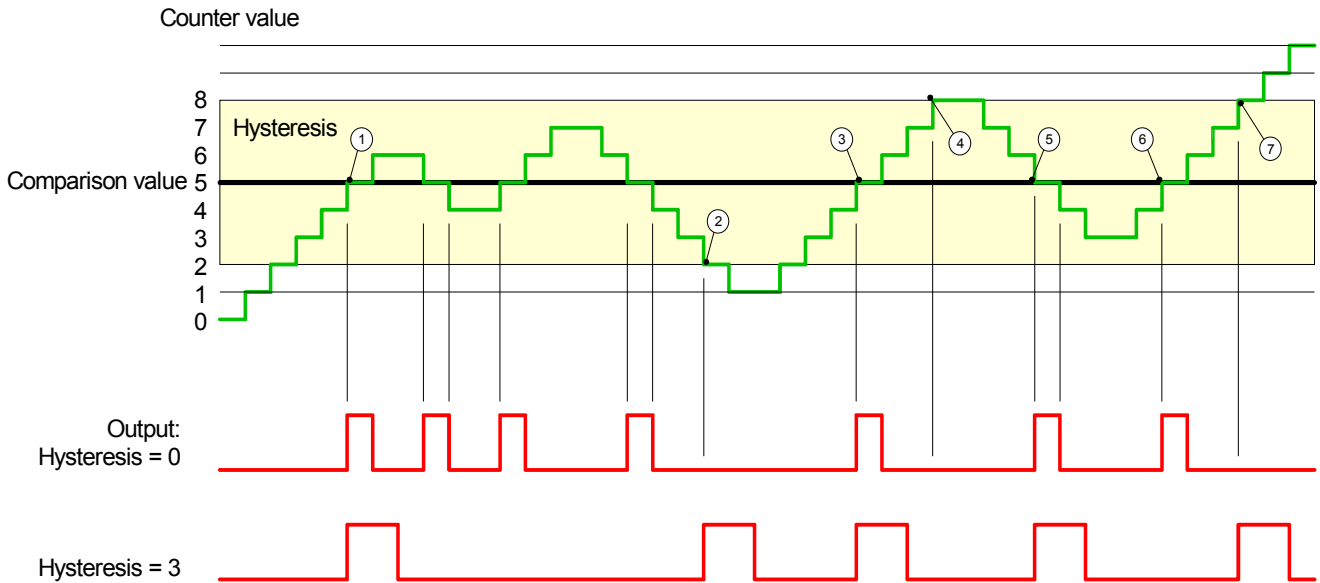 Counter value
8
7
Hysteresis
1
3
4
5
6
7
6
Comparison value 5
4
3
2
2
1
0
Output:
Hysteresis = 0
Hysteresis = 3